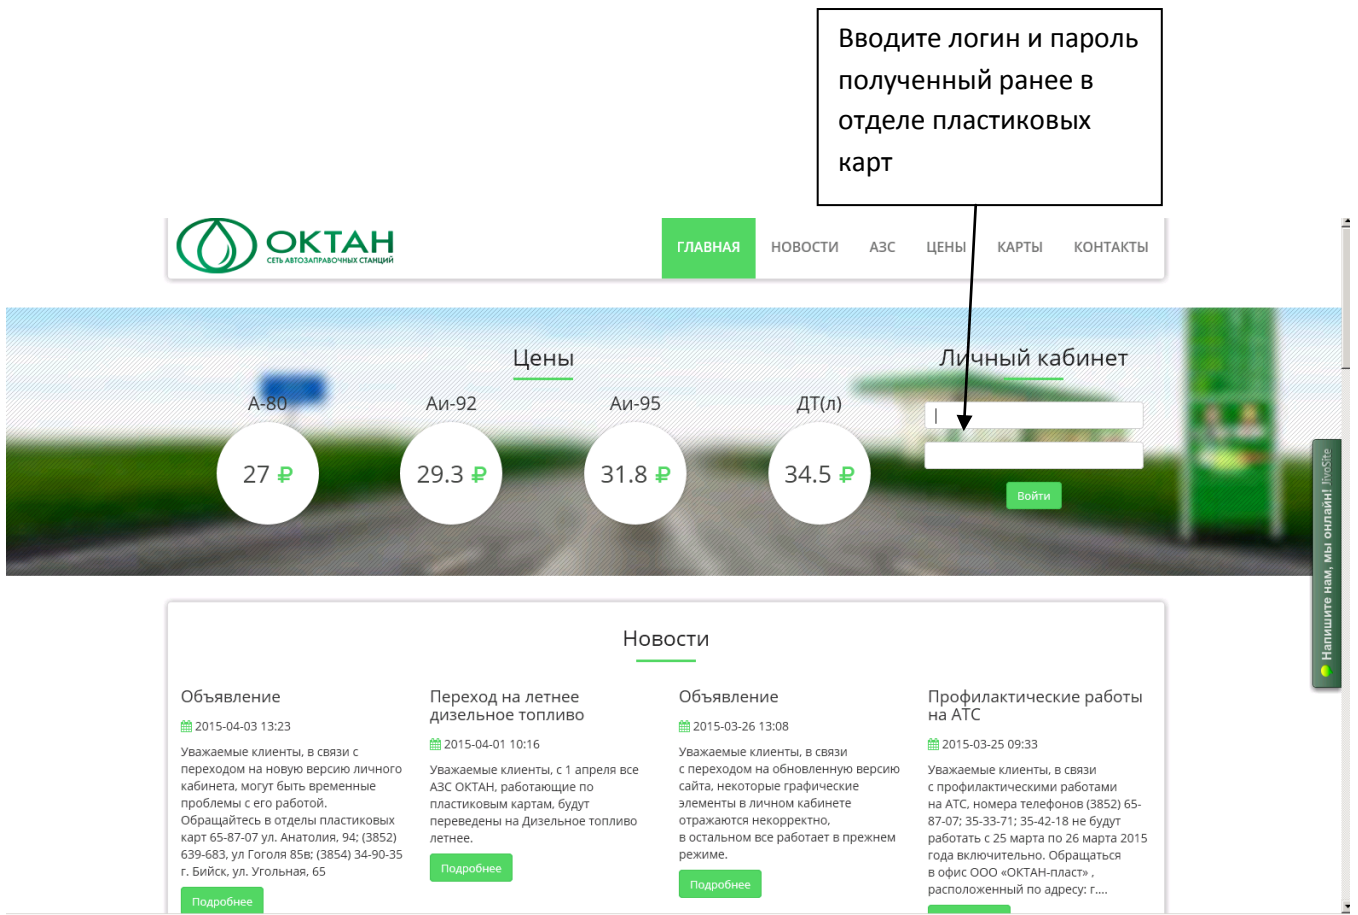 Вводите логин и пароль
полученный ранее в
отделе пластиковых
карт
ОКТАН
СЕТЬ АВТОЗАПРАВОЧНЫХ СТАНЦИЙ
ГЛАВНАЯ НОВОСТИ АЗС ЦЕНЫ КАРТЫ КОНТАКТЫ
Цены
А-80 Аи-92 Аи-95 ДТ(л)
27 ₽ 29.3 ₽ 31.8 ₽ 34.5 ₽
Личный кабинет
Войти
Напишите нам, мы онлайн! JivoSite
Новости
Объявление
2015-04-03 13:23
Уважаемые клиенты, в связи с
переходом на новую версию личного
кабинета, могут быть временные
проблемы с его работой.
Обращайтесь в отделы пластиковых
карт 65-87-07 ул. Анатолия, 94; (3852)
639-683, ул Гоголя 85в; (3854) 34-90-35
г. Бийск, ул. Угольная, 65
Подробнее
Переход на летнее
дизельное топливо
2015-04-01 10:16
Уважаемые клиенты, с 1 апреля все
АЗС ОКТАН, работающие по
пластиковым картам, будут
переведены на Дизельное топливо
летнее.
Подробнее
Объявление
2015-03-26 13:08
Уважаемые клиенты, в связи
с переходом на обновленную версию
сайта, некоторые графические
элементы в личном кабинете
отражаются некорректно,
в остальном все работает в прежнем
режиме.
Подробнее
Профилактические работы
на АТС
2015-03-25 09:33
Уважаемые клиенты, в связи
с профилактическими работами
на АТС, номера телефонов (3852) 65-
87-07; 35-33-71; 35-42-18 не будут
работать с 25 марта по 26 марта 2015
года включительно. Обращаться
в офис ООО «ОКТАН-пласт» ,
расположенный по адресу: г....